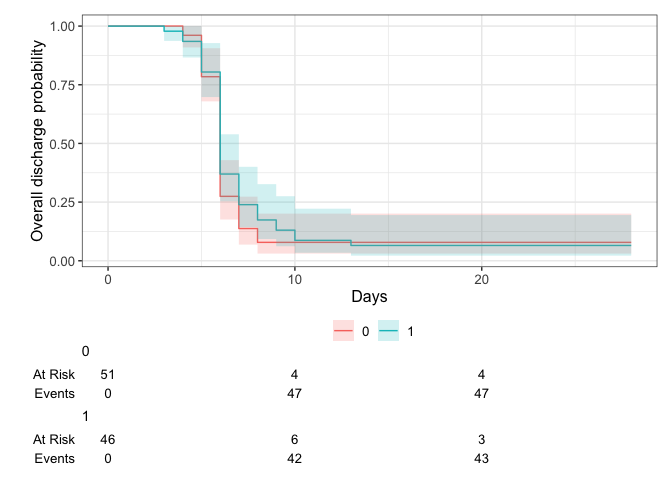 Overall discharge probability
1.00
0.75
0.50
0.25
0.00
0 10 20
Days
0 1
0
At Risk 51 4 4
Events 0 47 47
1
At Risk 46 6 3
Events 0 42 43